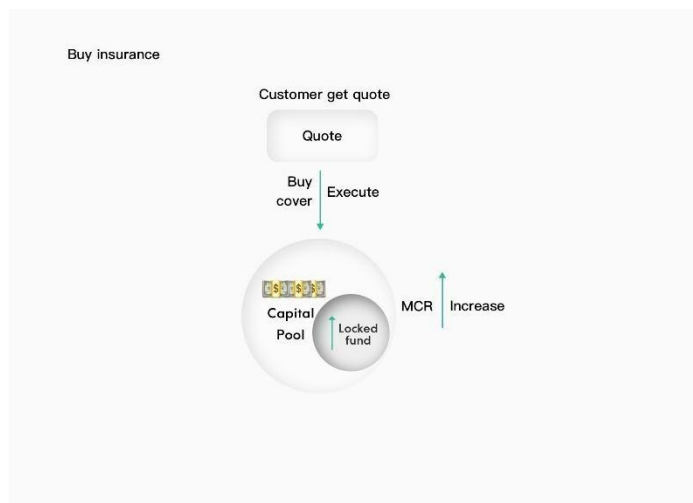 Buy insurance
Customer get quote
Quote
Buy
cover
Execute
Capital
Pool
Locked
fund
MCR
Increase